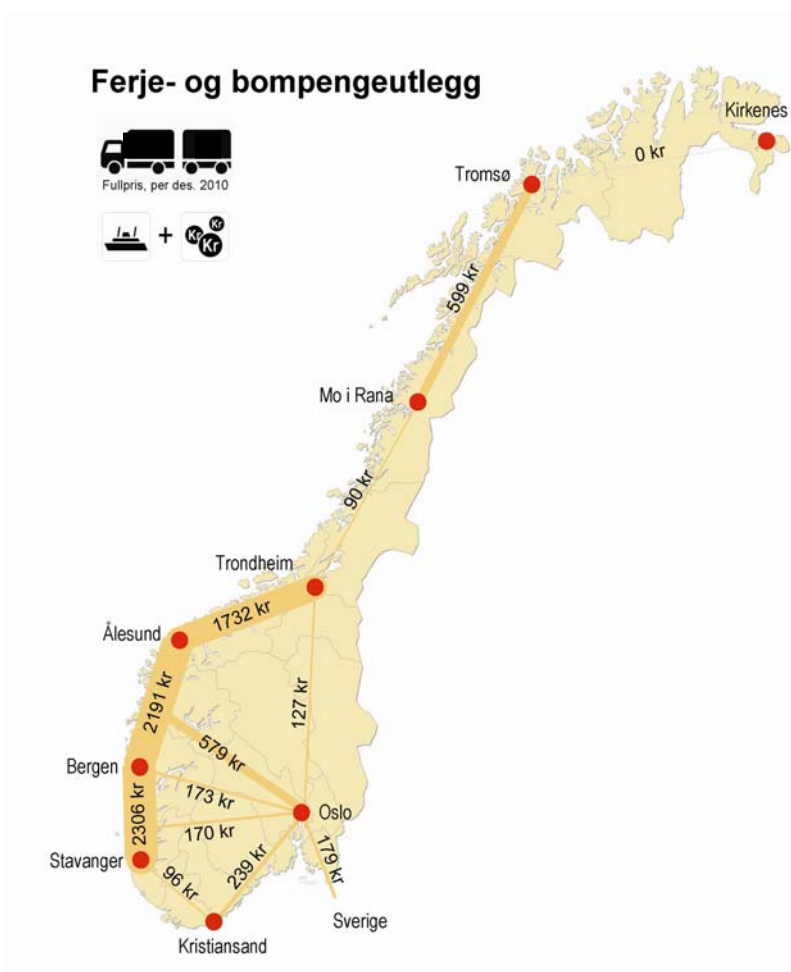 Ferje- og bompengeutlegg
Fullpris, per des. 2010
+
Kr
Kr
Kr
Kirkenes
0 kr
Tromsø
599 kr
Mo i Rana
90 kr
Trondheim
1732 kr
Ålesund
2191 kr
127 kr
579 kr
Bergen
173 kr
2306 kr
170 kr
Oslo
Stavanger
96 kr
239 kr
179 kr
Sverige
Kristiansand